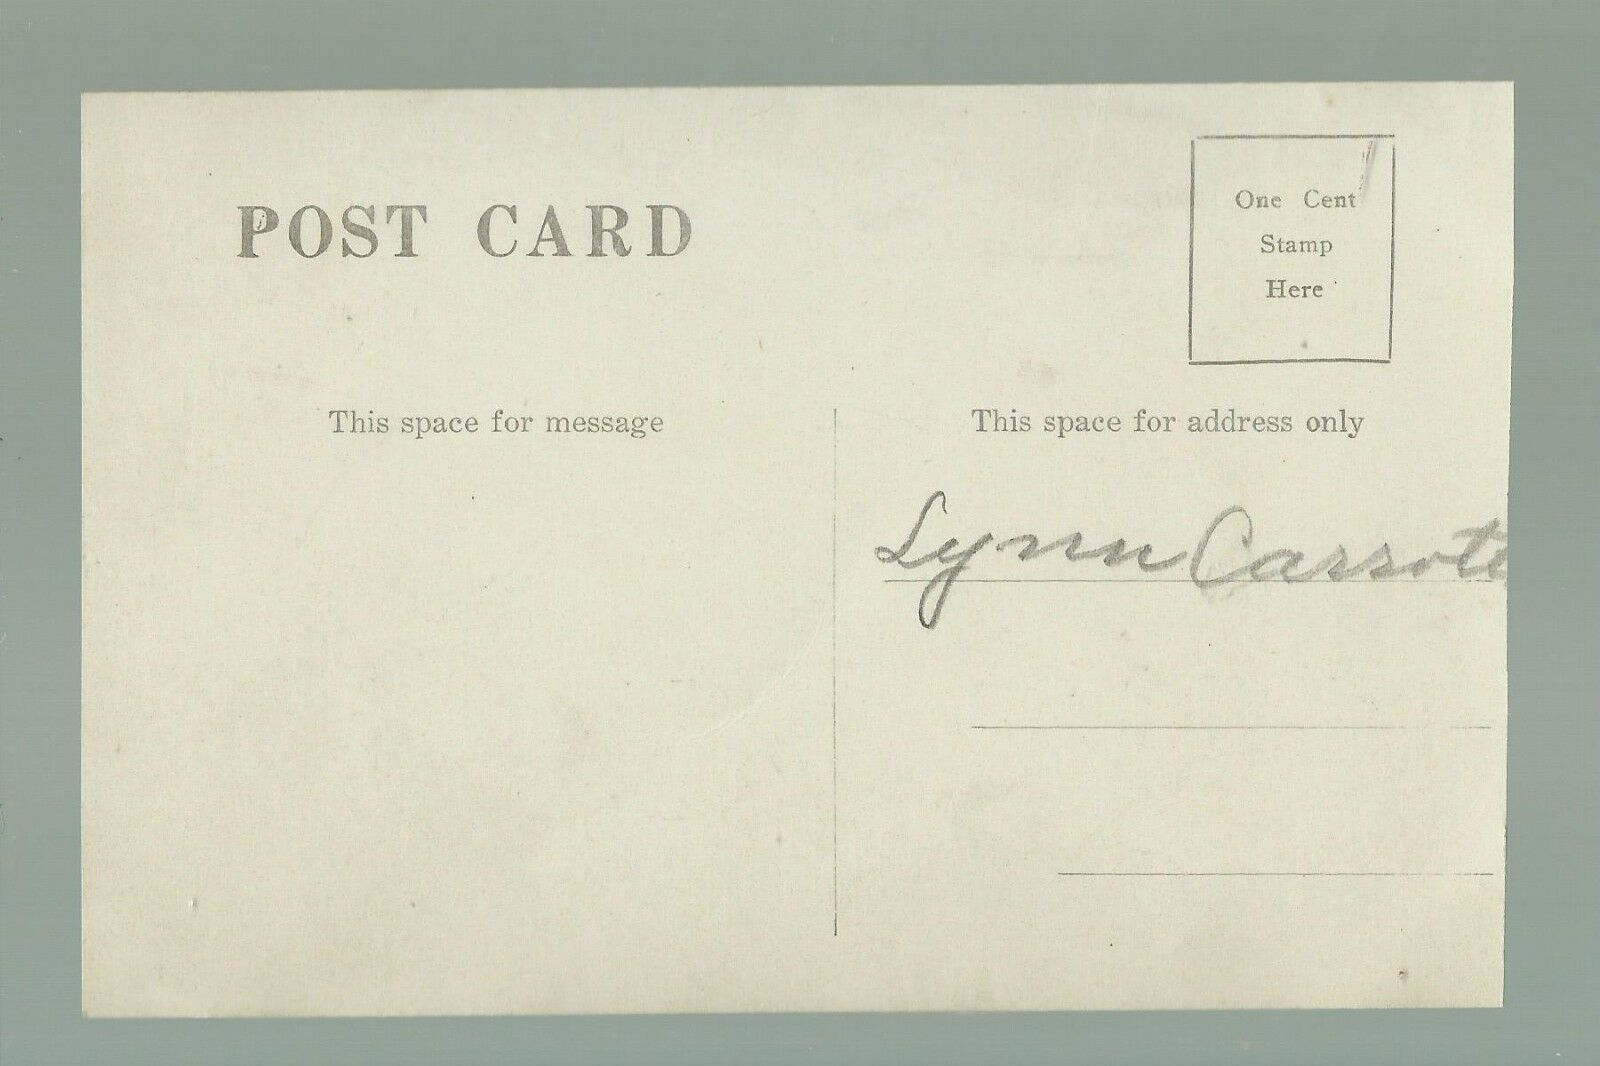 POST CARD
One Cent
Stamp
Here
This space for message
This space for address only
Lynn